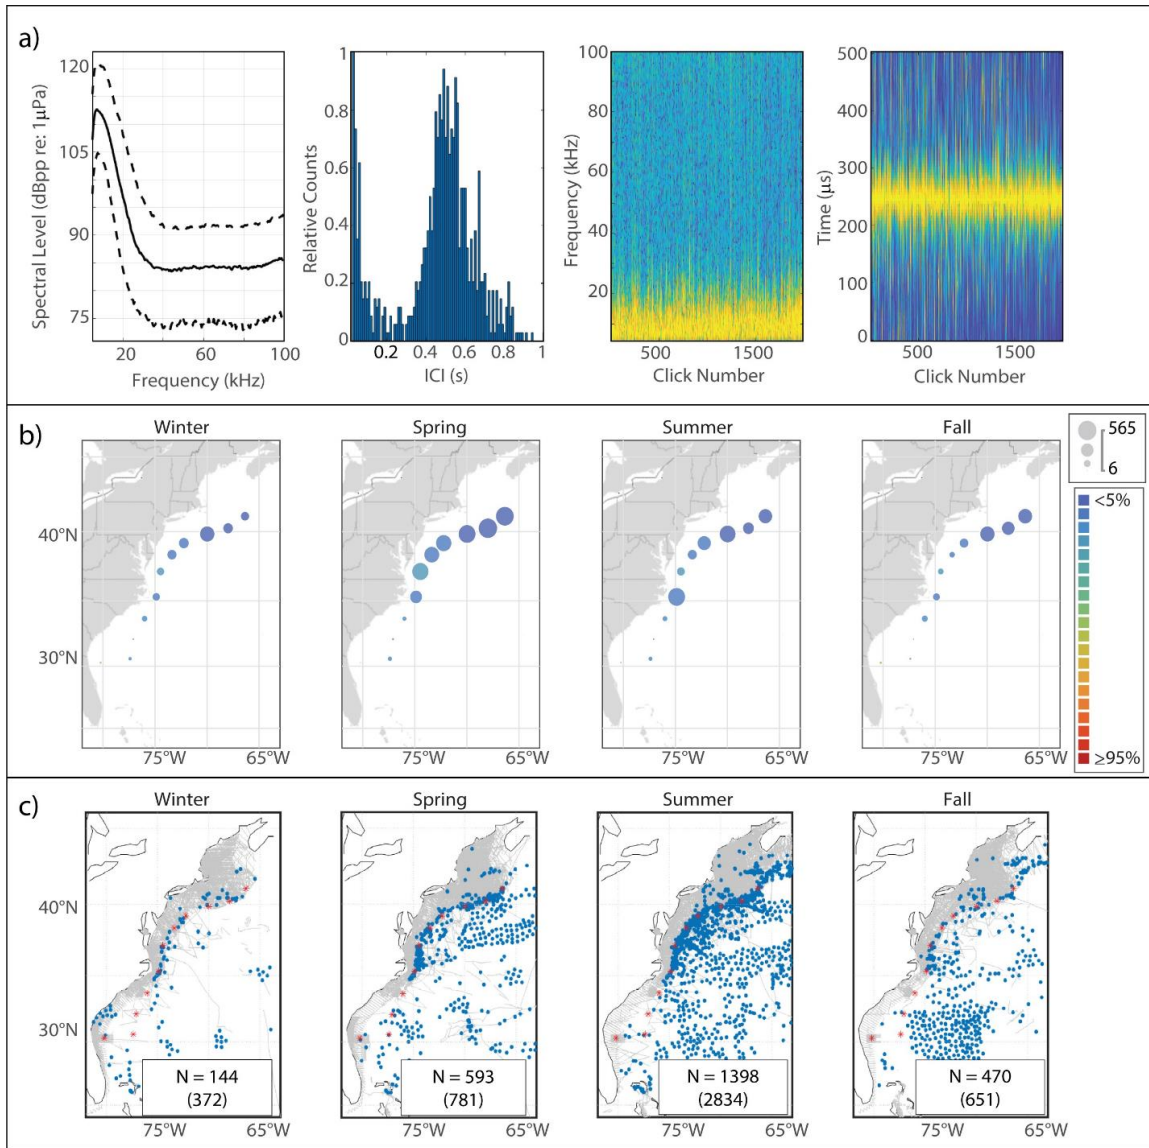 a)
120
105
90
75
Spectral Level (dBpp re: 1µPa)
20
60
100
Frequency (kHz)
1
0.8
0.6
0.4
0.2
0
Relative Counts
0.2
0.4
0.6
0.8
1
ICI (s)
100
80
60
40
20
Frequency (kHz)
500
1500
Click Number
500
400
300
200
100
0
Time (µs)
500
1500
Click Number
b)
Winter
Spring
Summer
Fall
565
6
<5%
≥95%
40°N
30°N
75°W
65°W
75°W
65°W
75°W
65°W
75°W
65°W
c)
Winter
Spring
Summer
Fall
40°N
30°N
N = 144
(372)
N = 593
(781)
N = 1398
(2834)
N = 470
(651)
75°W
65°W
75°W
65°W
75°W
65°W
75°W
65°W